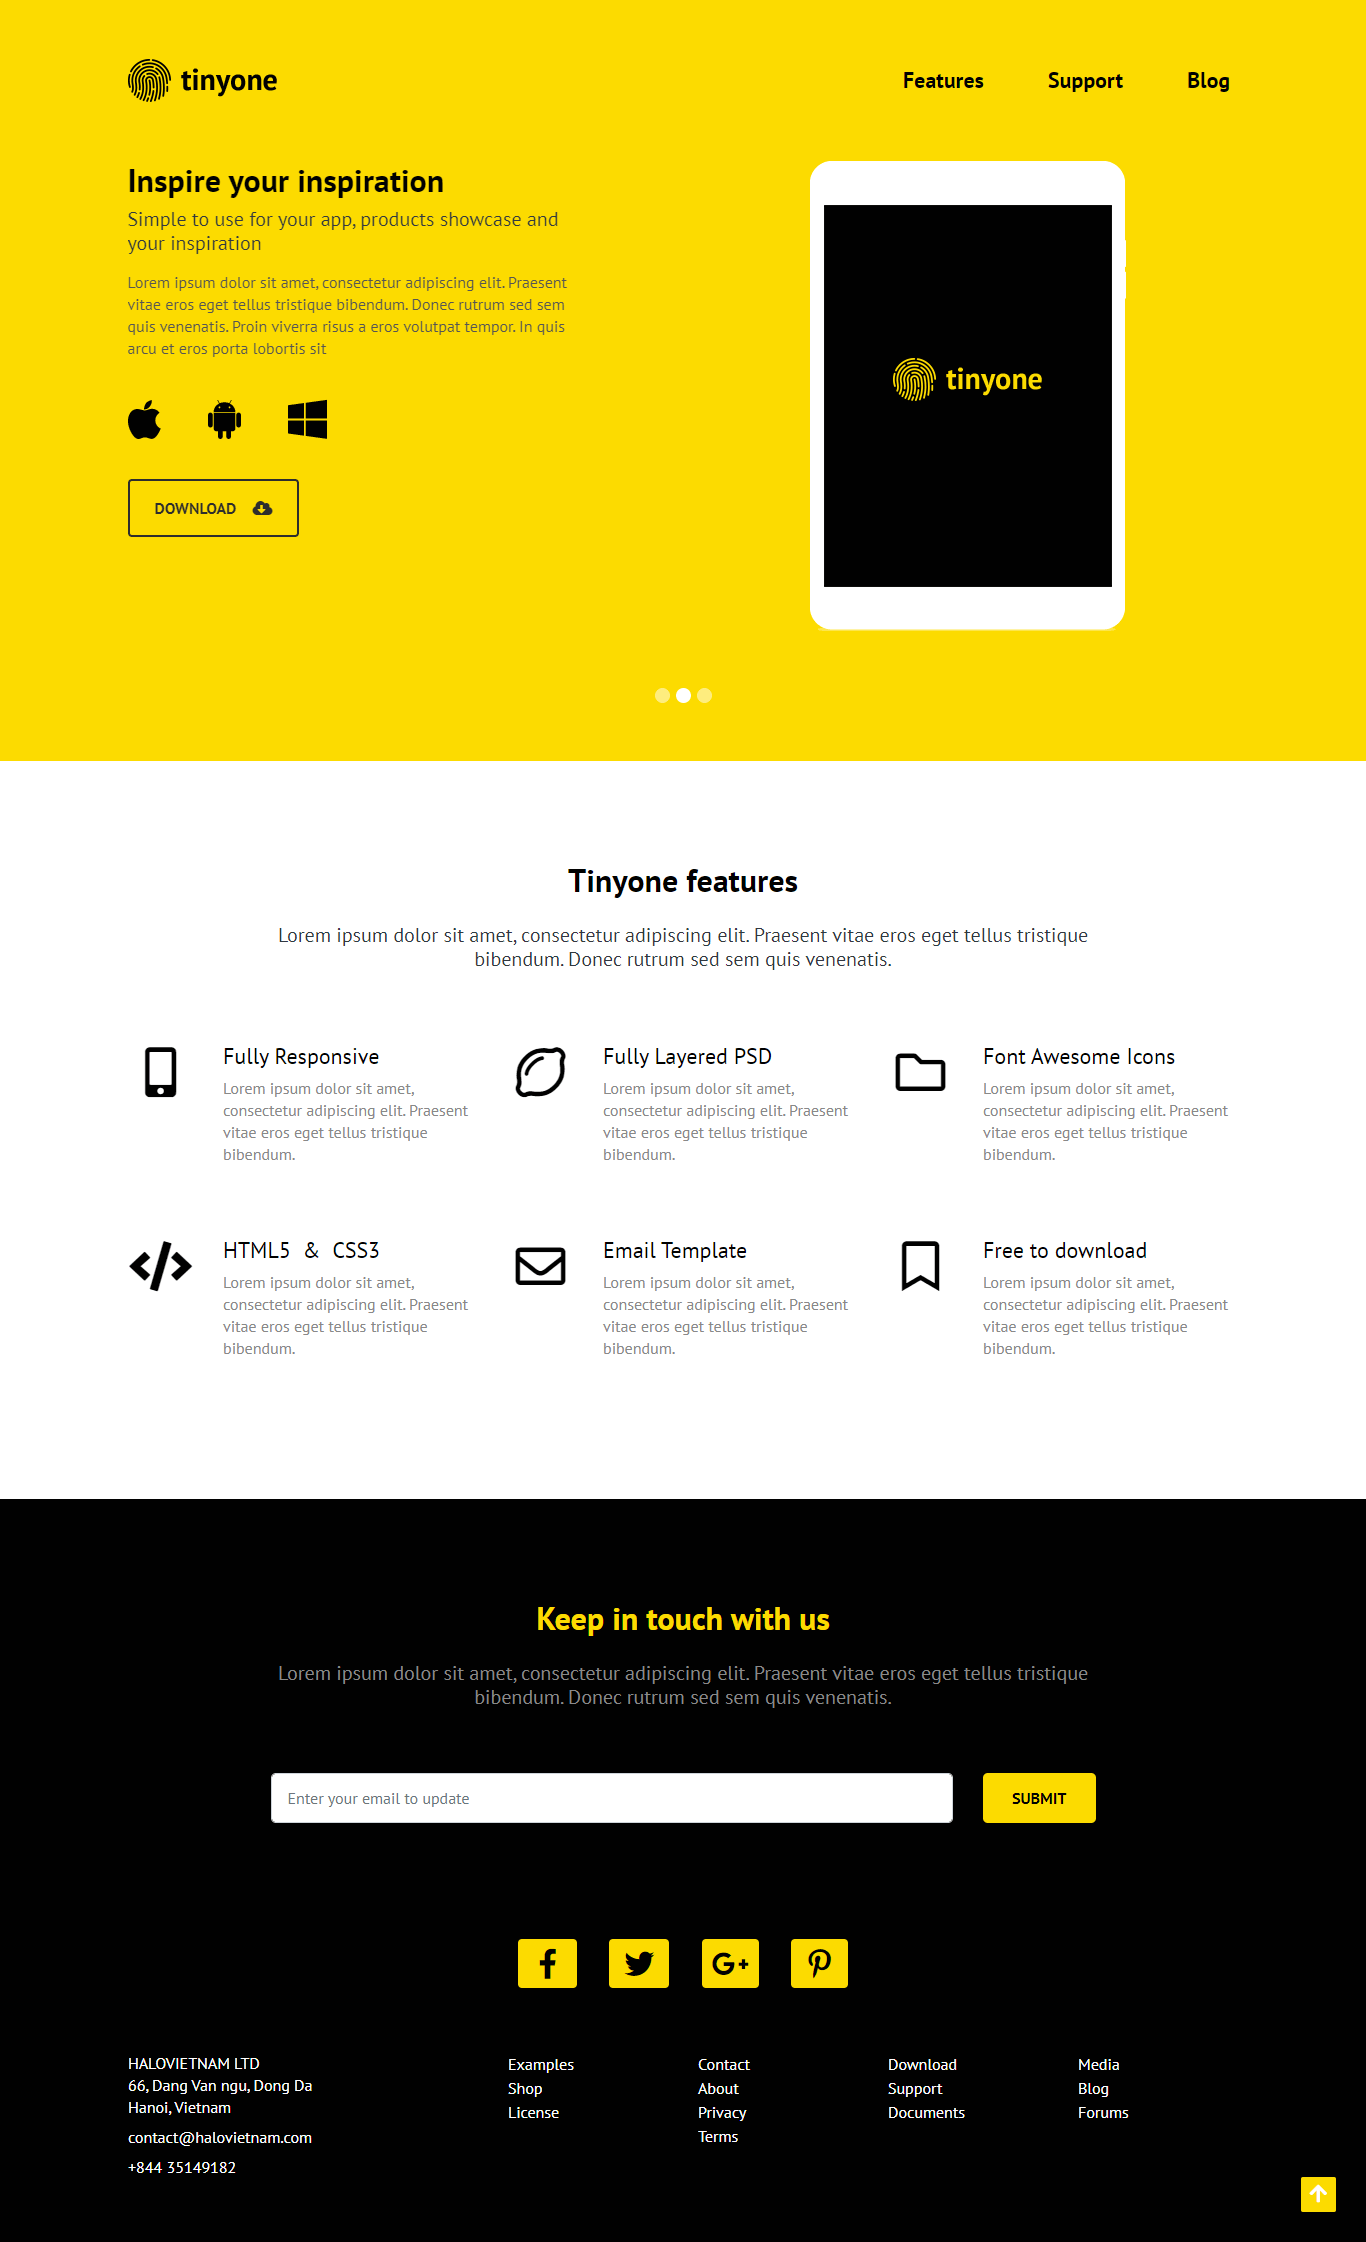 tinyone
Features
Support
Blog
Inspire your inspiration
Simple to use for your app, products showcase and
your inspiration
Lorem ipsum dolor sit amet, consectetur adipiscing elit. Praesent
vitae eros eget tellus tristique bibendum. Donec rutrum sed sem
quis venenatis. Proin viverra risus a eros volutpat tempor. In quis
arcu et eros porta lobortis sit
DOWNLOAD
tinyone
Tinyone features
Lorem ipsum dolor sit amet, consectetur adipiscing elit. Praesent vitae eros eget tellus tristique
bibendum. Donec rutrum sed sem quis venenatis.
Fully Responsive
Lorem ipsum dolor sit amet,
consectetur adipiscing elit. Praesent
vitae eros eget tellus tristique
bibendum.
Fully Layered PSD
Lorem ipsum dolor sit amet,
consectetur adipiscing elit. Praesent
vitae eros eget tellus tristique
bibendum.
Font Awesome Icons
Lorem ipsum dolor sit amet,
consectetur adipiscing elit. Praesent
vitae eros eget tellus tristique
bibendum.
HTML5 & CSS3
Lorem ipsum dolor sit amet,
consectetur adipiscing elit. Praesent
vitae eros eget tellus tristique
bibendum.
Email Template
Lorem ipsum dolor sit amet,
consectetur adipiscing elit. Praesent
vitae eros eget tellus tristique
bibendum.
Free to download
Lorem ipsum dolor sit amet,
consectetur adipiscing elit. Praesent
vitae eros eget tellus tristique
bibendum.
Keep in touch with us
Lorem ipsum dolor sit amet, consectetur adipiscing elit. Praesent vitae eros eget tellus tristique
bibendum. Donec rutrum sed sem quis venenatis.
Enter your email to update
SUBMIT
HALOVIETNAM LTD
66, Dang Van ngu, Dong Da
Hanoi, Vietnam
contact@halovietnam.com
+844 35149182
Examples
Shop
License
Contact
About
Privacy
Terms
Download
Support
Documents
Media
Blog
Forums